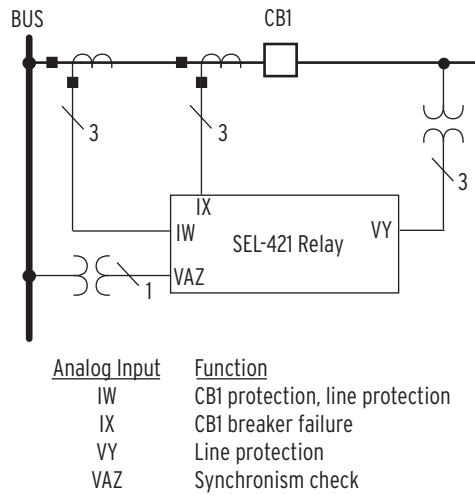 BUS
CB1
3
3
3
IX
IW
SEL-421 Relay
VY
VAZ
1
Analog Input Function
IW CB1 protection, line protection
IX CB1 breaker failure
VY Line protection
VAZ Synchronism check